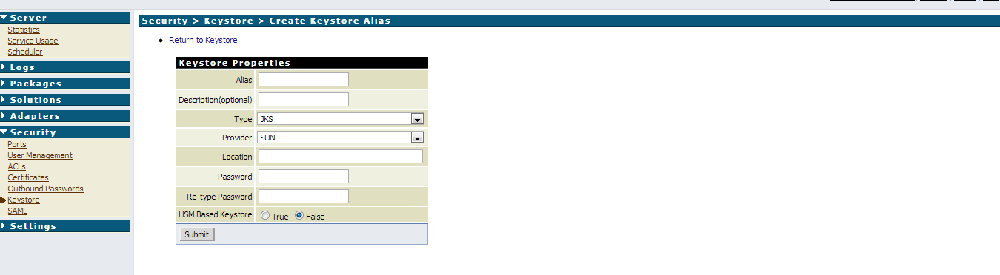 Server
Statistics
Service Usage
Scheduler
Logs
Packages
Solutions
Adapters
Security
Ports
User Management
ACLs
Certificates
Outbound Passwords
Keystore
SAML
Settings
Security > Keystore > Create Keystore Alias
Return to Keystore
Keystore Properties
Alias
Description(optional)
Type JKS
Provider SUN
Location
Password
Re-type Password
HSM Based Keystore True False
Submit